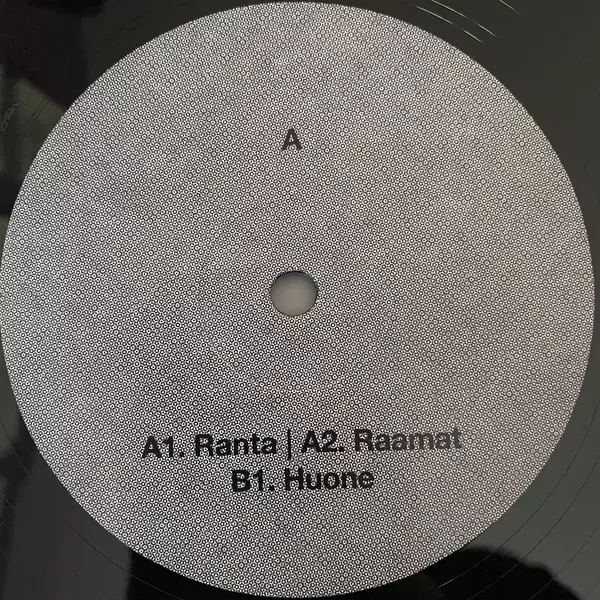 A
A1. Ranta | A2. Raamat
B1. Huone